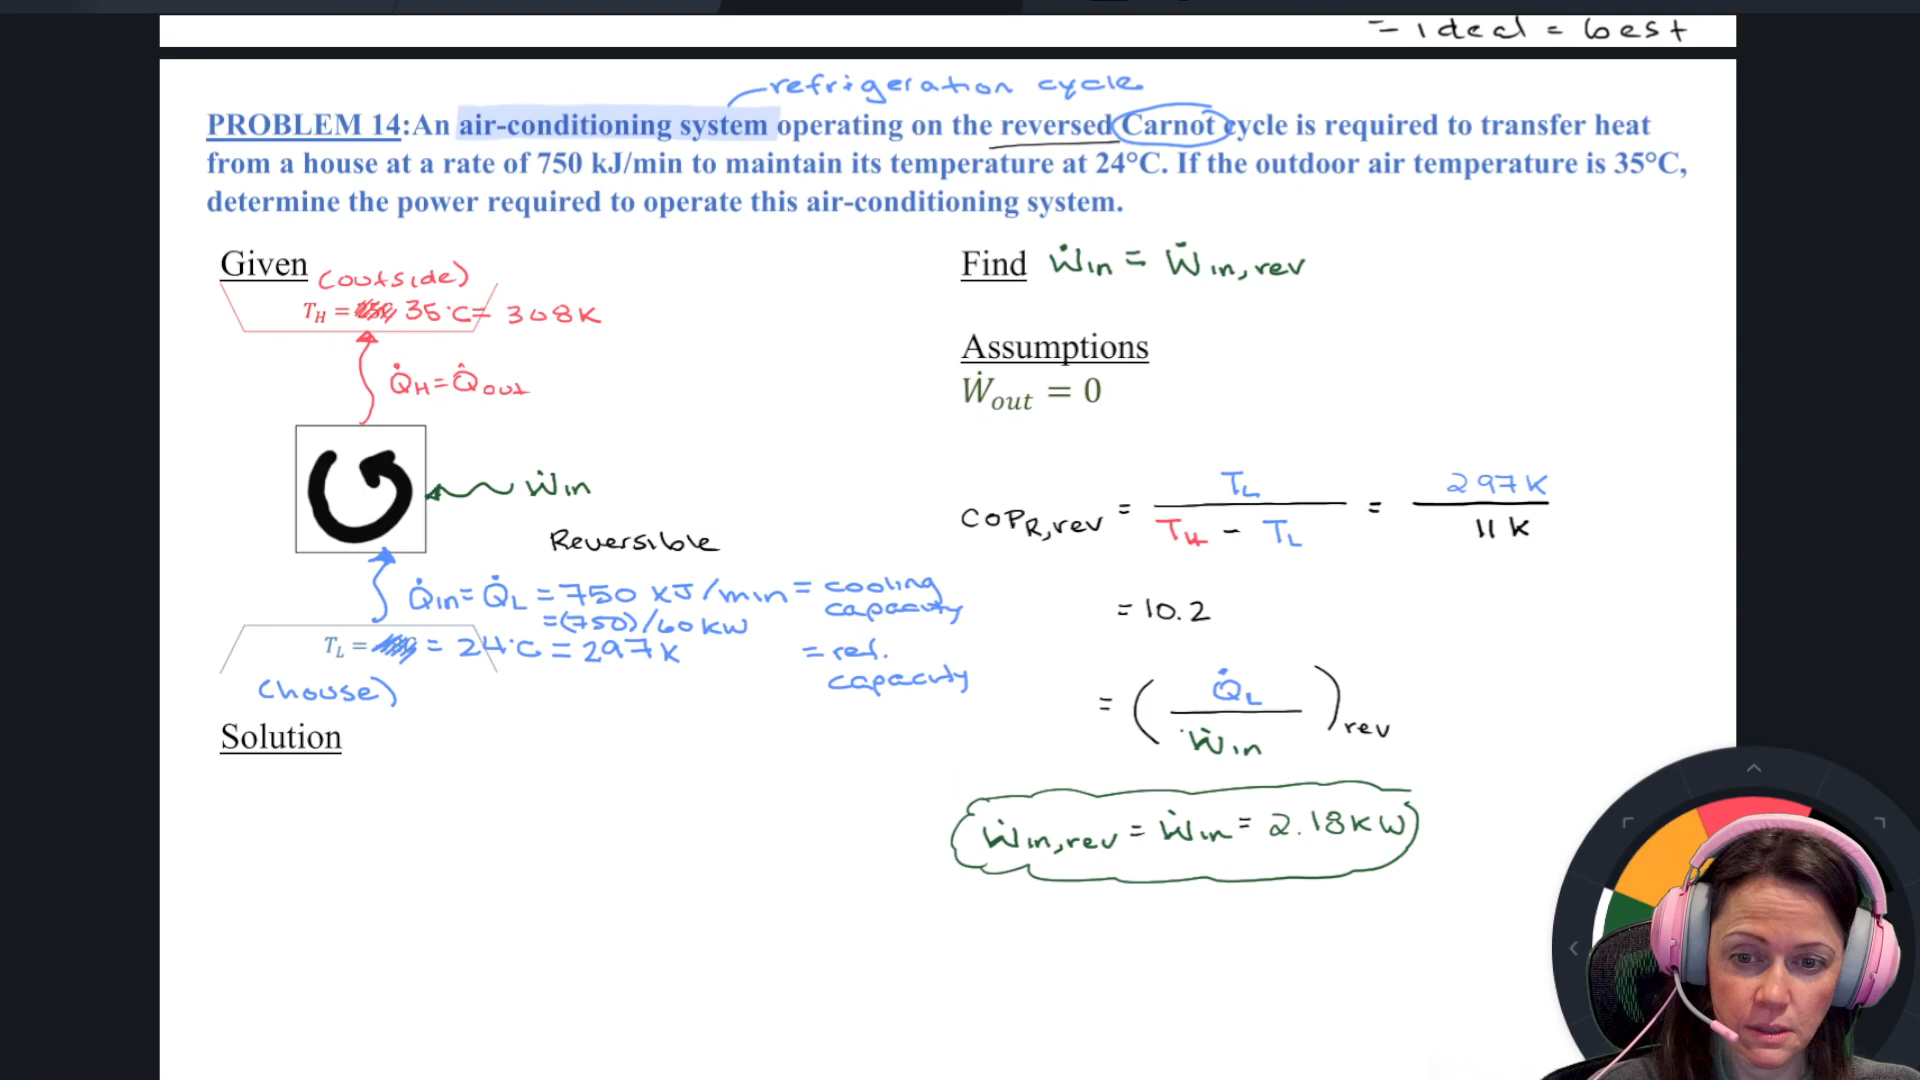 = ideal = best
refrigeration cycle
PROBLEM 14:An air-conditioning system operating on the reversed Carnot cycle is required to transfer heat
from a house at a rate of 750 kJ/min to maintain its temperature at 24°C. If the outdoor air temperature is 35°C,
determine the power required to operate this air-conditioning system.
Given (outside)
T_H = 35°C = 308K
Q̇_H = Q̇_out
Ẇ_in
Reversible
Q̇_in = Q̇_L = 750 kJ/min = cooling capacity
= (750)/60 kW
T_L = = 24°C = 297K
= ref. capacity
(house)
Solution
Find Ẇ_in = Ẇ_in,rev
Assumptions
Ẇ_out = 0
COP_R,rev = T_L / (T_H - T_L) = 297K / 11K
= 10.2
= (Q̇_L / Ẇ_in)_rev
Ẇ_in,rev = Ẇ_in = 2.18kW